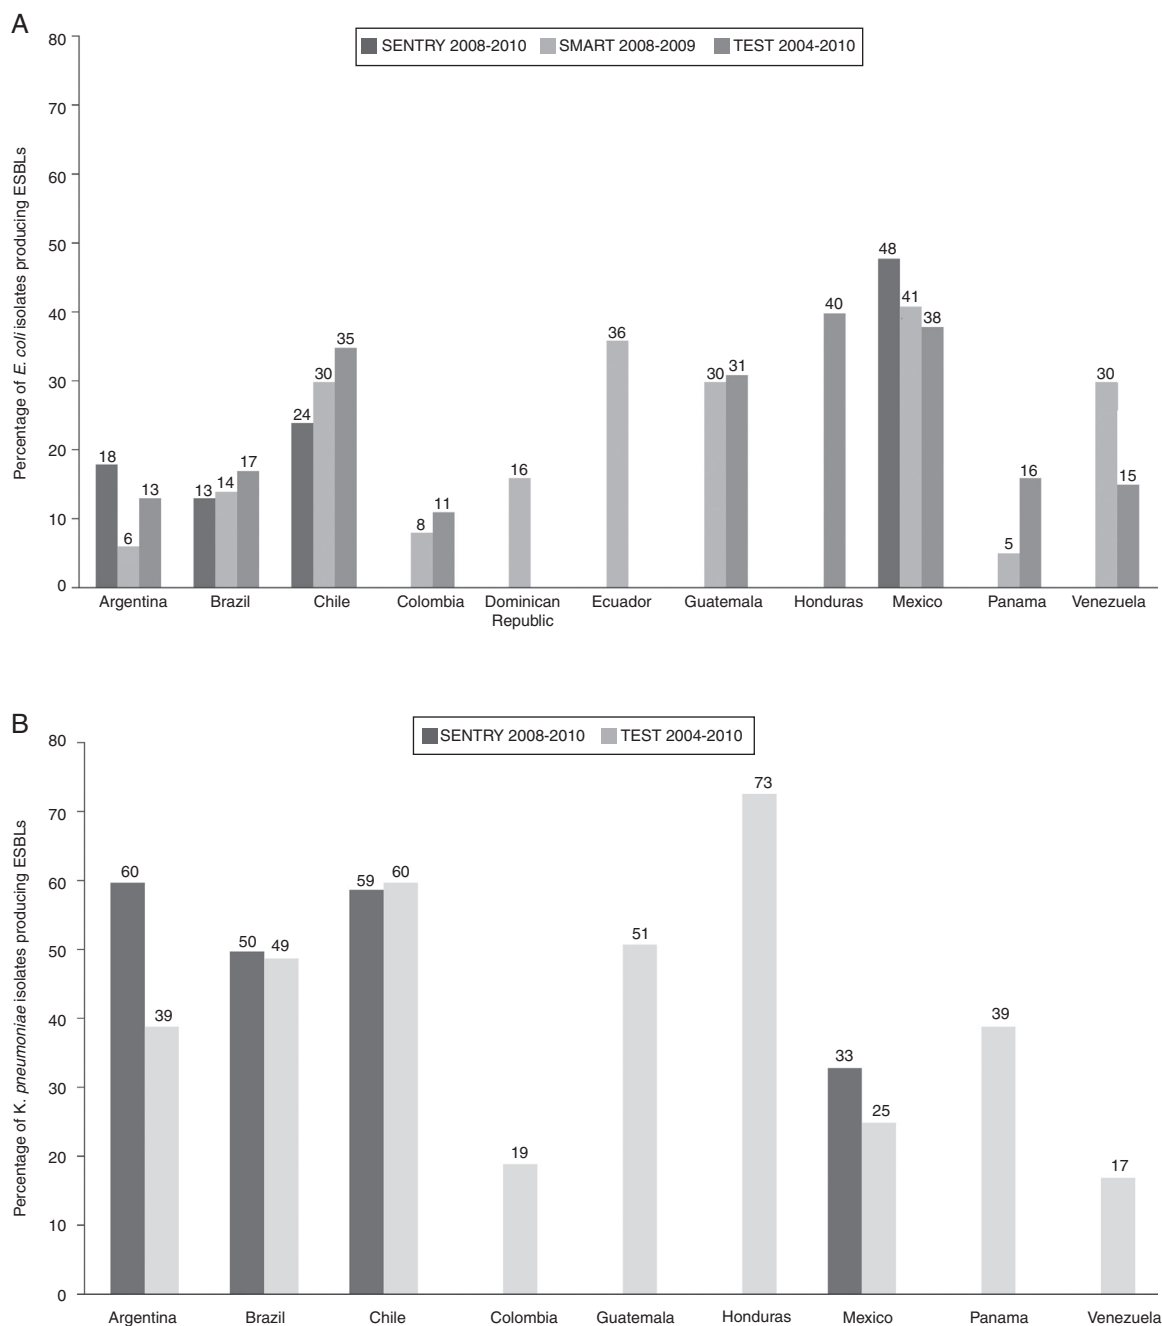 A
80
SENTRY 2008-2010 SMART 2008-2009 TEST 2004-2010
70
60
50
40
30
20
10
0
Percentage of E. coli isolates producing ESBLs
18 6 13 13 14 17 24 30 35 8 11 16 36 30 31 40 48 41 38 5 16 30 15
Argentina Brazil Chile Colombia Dominican Republic Ecuador Guatemala Honduras Mexico Panama Venezuela
B
80
SENTRY 2008-2010 TEST 2004-2010
70
60
50
40
30
20
10
0
Percentage of K. pneumoniae isolates producing ESBLs
60 39 50 49 59 60 19 51 73 33 25 39 17
Argentina Brazil Chile Colombia Guatemala Honduras Mexico Panama Venezuela